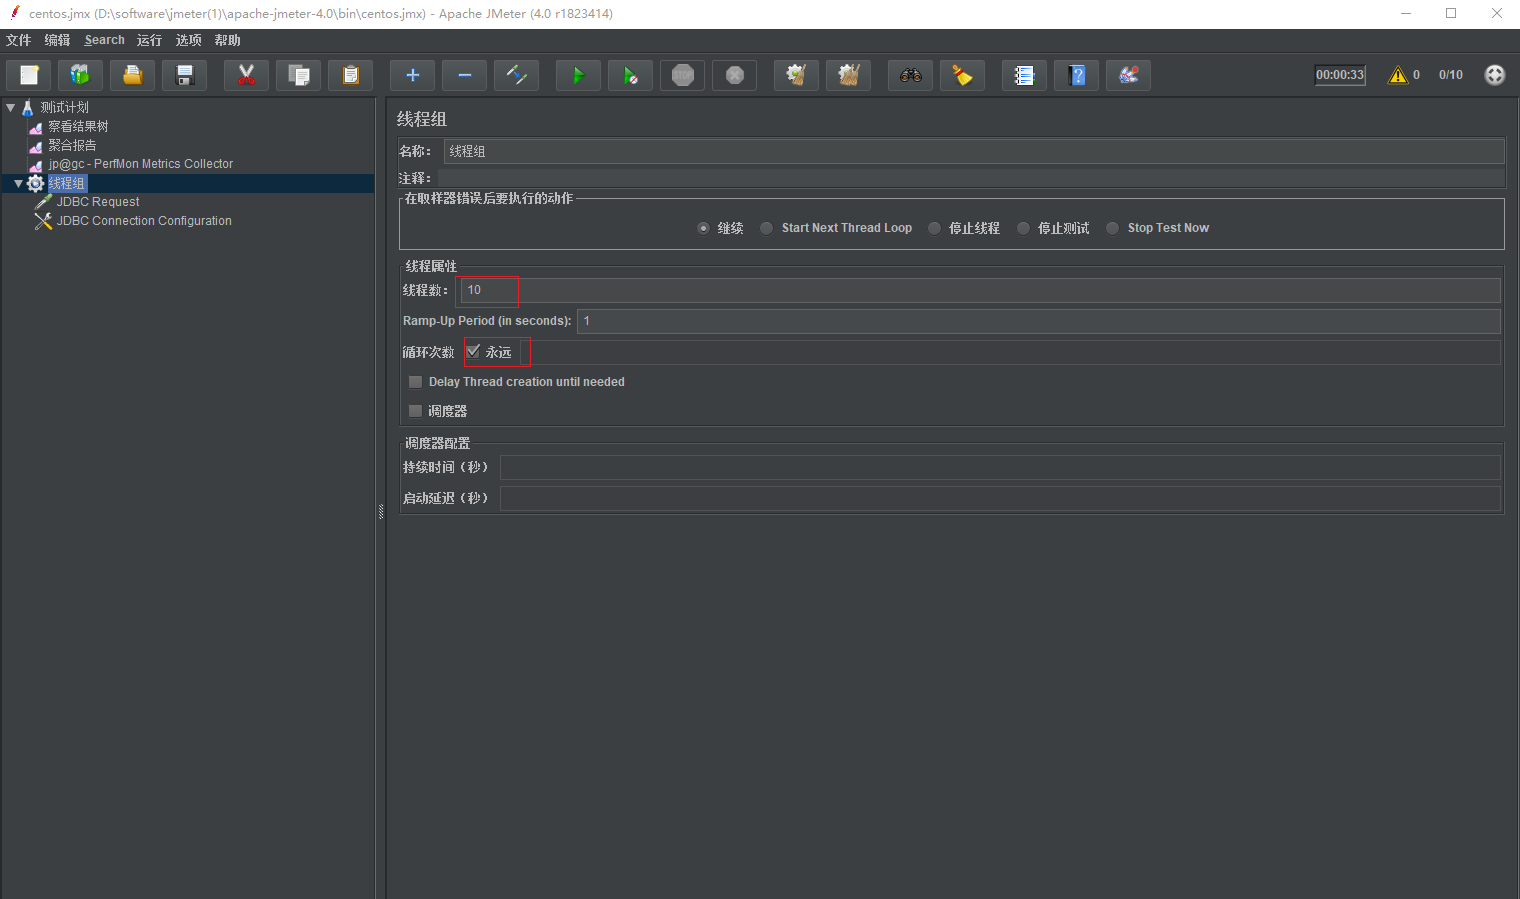 centos.jmx (D:\software\jmeter(1)\apache-jmeter-4.0\bin\centos.jmx) - Apache JMeter (4.0 r1823414)
文件 编辑 Search 运行 选项 帮助
STOP 00:00:33 0 0/10
测试计划
察看结果树
聚合报告
jp@gc - PerfMon Metrics Collector
线程组
JDBC Request
JDBC Connection Configuration
线程组
名称： 线程组
注释：
在取样器错误后要执行的动作
继续 Start Next Thread Loop 停止线程 停止测试 Stop Test Now
线程属性
线程数： 10
Ramp-Up Period (in seconds): 1
循环次数 永远
Delay Thread creation until needed
调度器
调度器配置
持续时间（秒）
启动延迟（秒）